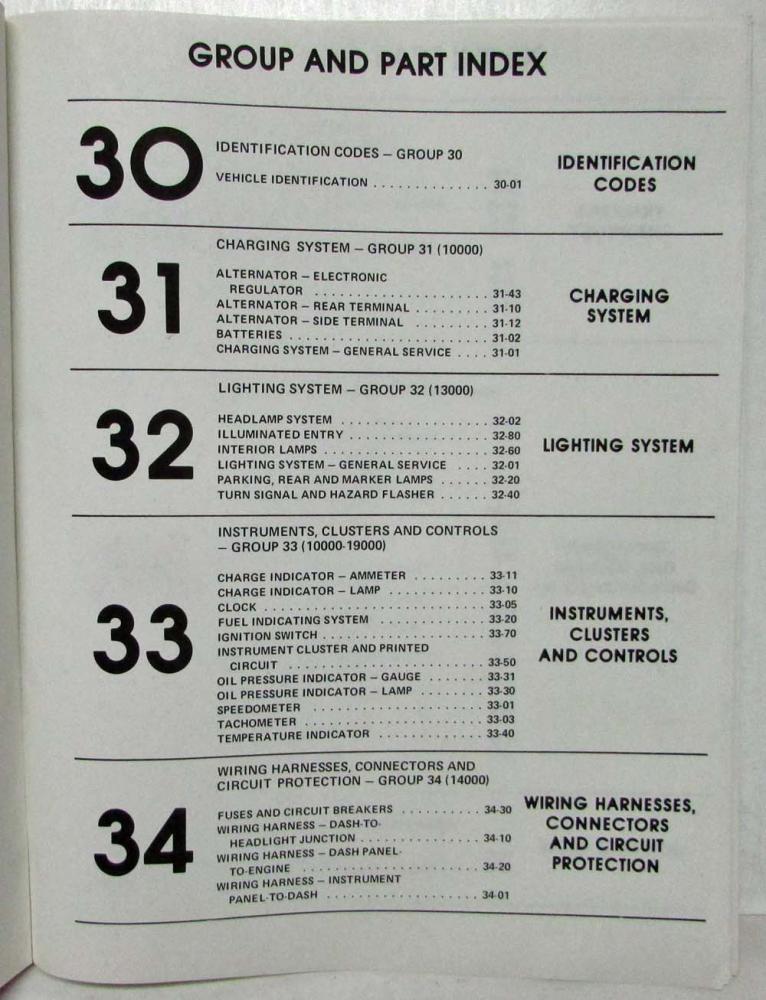 GROUP AND PART INDEX
30
IDENTIFICATION CODES – GROUP 30
VEHICLE IDENTIFICATION . . . . . . . . . . . . . . 30-01
IDENTIFICATION
CODES
31
CHARGING SYSTEM – GROUP 31 (10000)
ALTERNATOR – ELECTRONIC
REGULATOR . . . . . . . . . . . . . . . . . . . . . 31-43
ALTERNATOR – REAR TERMINAL . . . . . . . . . . 31-10
ALTERNATOR – SIDE TERMINAL . . . . . . . . . 31-12
BATTERIES . . . . . . . . . . . . . . . . . . . . . . . . 31-02
CHARGING SYSTEM – GENERAL SERVICE . . . . 31-01
CHARGING
SYSTEM
32
LIGHTING SYSTEM – GROUP 32 (13000)
HEADLAMP SYSTEM . . . . . . . . . . . . . . . . . . 32-02
ILLUMINATED ENTRY . . . . . . . . . . . . . . . . . 32-80
INTERIOR LAMPS . . . . . . . . . . . . . . . . . . . . 32-60
LIGHTING SYSTEM – GENERAL SERVICE . . . . 32-01
PARKING, REAR AND MARKER LAMPS . . . . . . 32-20
TURN SIGNAL AND HAZARD FLASHER . . . . . . 32-40
LIGHTING SYSTEM
33
INSTRUMENTS, CLUSTERS AND CONTROLS
– GROUP 33 (10000-19000)
CHARGE INDICATOR – AMMETER . . . . . . . . . 33-11
CHARGE INDICATOR – LAMP . . . . . . . . . . . . 33-10
CLOCK . . . . . . . . . . . . . . . . . . . . . . . . . . . 33-05
FUEL INDICATING SYSTEM . . . . . . . . . . . . . 33-20
IGNITION SWITCH . . . . . . . . . . . . . . . . . . . . 33-70
INSTRUMENT CLUSTER AND PRINTED
CIRCUIT . . . . . . . . . . . . . . . . . . . . . . . . 33-50
OIL PRESSURE INDICATOR – GAUGE . . . . . . . 33-31
OIL PRESSURE INDICATOR – LAMP . . . . . . . . 33-30
SPEEDOMETER . . . . . . . . . . . . . . . . . . . . . 33-01
TACHOMETER . . . . . . . . . . . . . . . . . . . . . . 33-03
TEMPERATURE INDICATOR . . . . . . . . . . . . . 33-40
INSTRUMENTS,
CLUSTERS
AND CONTROLS
34
WIRING HARNESSES, CONNECTORS AND
CIRCUIT PROTECTION – GROUP 34 (14000)
FUSES AND CIRCUIT BREAKERS . . . . . . . . . . 34-30
WIRING HARNESS – DASH-TO-
HEADLIGHT JUNCTION . . . . . . . . . . . . . . . 34-10
WIRING HARNESS – DASH PANEL-
TO-ENGINE . . . . . . . . . . . . . . . . . . . . . . 34-20
WIRING HARNESS – INSTRUMENT
PANEL-TO-DASH . . . . . . . . . . . . . . . . . . . 34-01
WIRING HARNESSES,
CONNECTORS
AND CIRCUIT
PROTECTION